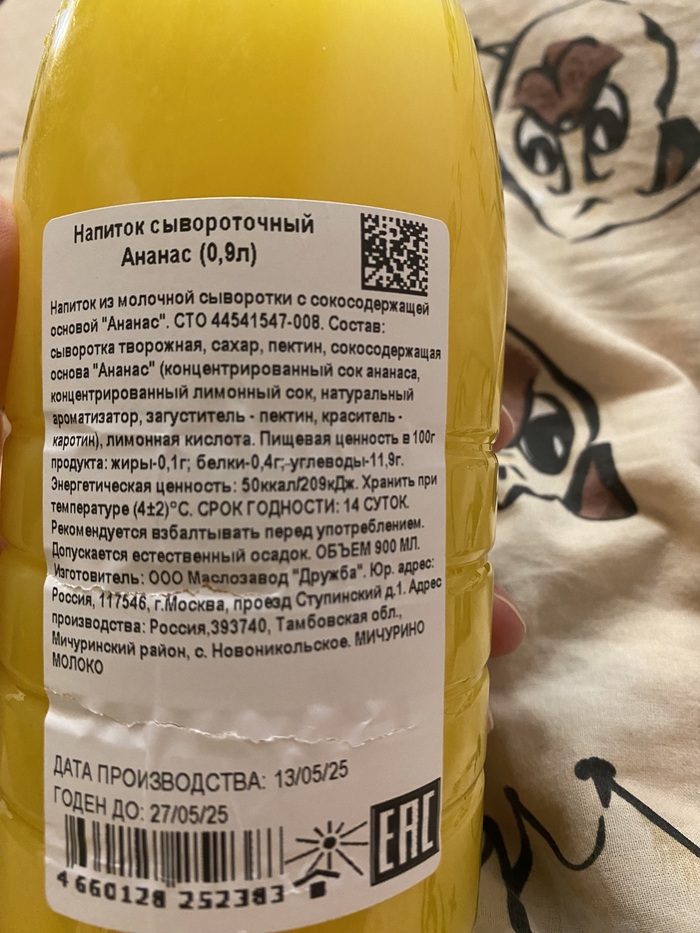 Напиток сывороточный
Ананас (0,9л)
Напиток из молочной сыворотки с сокосодержащей
основой "Ананас". СТО 44541547-008. Состав:
сыворотка творожная, сахар, пектин, сокосодержащая
основа "Ананас" (концентрированный сок ананаса,
концентрированный лимонный сок, натуральный
ароматизатор, загуститель - пектин, краситель -
каротин), лимонная кислота. Пищевая ценность в 100г
продукта: жиры-0,1г; белки-0,4г; углеводы-11,9г.
Энергетическая ценность: 50ккал/209кДж. Хранить при
температуре (4±2)°С. СРОК ГОДНОСТИ: 14 СУТОК.
Рекомендуется взбалтывать перед употреблением.
Допускается естественный осадок. ОБЪЕМ 900 МЛ.
Изготовитель: ООО Маслозавод "Дружба". Юр. адрес:
Россия, 117546, г.Москва, проезд Ступинский д.1. Адрес
производства: Россия,393740, Тамбовская обл.,
Мичуринский район, с. Новоникольское. МИЧУРИНО
МОЛОКО
ДАТА ПРОИЗВОДСТВА: 13/05/25
ГОДЕН ДО: 27/05/25
EAC
4 660128 252383